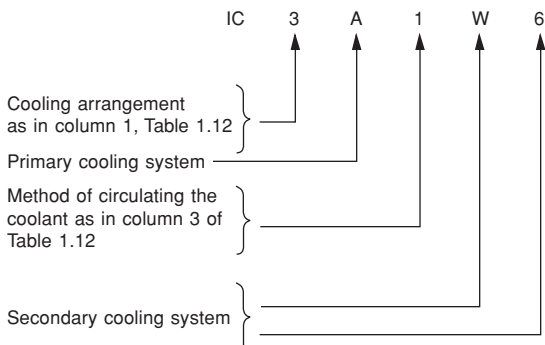 IC 3 A 1 W 6
Cooling arrangement
as in column 1, Table 1.12
Primary cooling system
Method of circulating the
coolant as in column 3 of
Table 1.12
Secondary cooling system